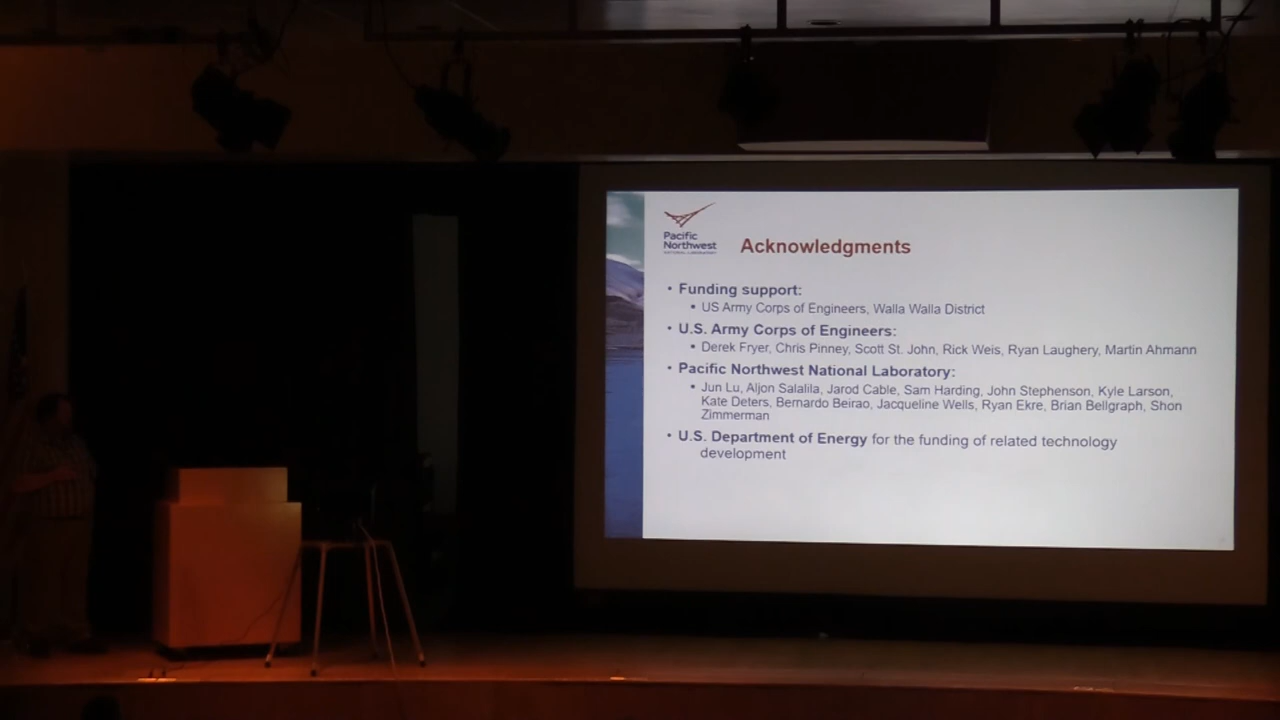 Pacific
Northwest
NATIONAL LABORATORY
Acknowledgments
• Funding support:
• US Army Corps of Engineers, Walla Walla District
• U.S. Army Corps of Engineers:
• Derek Fryer, Chris Pinney, Scott St. John, Rick Weis, Ryan Laughery, Martin Ahmann
• Pacific Northwest National Laboratory:
• Jun Lu, Aljon Salalila, Jarod Cable, Sam Harding, John Stephenson, Kyle Larson,
Kate Deters, Bernardo Beirao, Jacqueline Wells, Ryan Ekre, Brian Bellgraph, Shon
Zimmerman
• U.S. Department of Energy for the funding of related technology
development